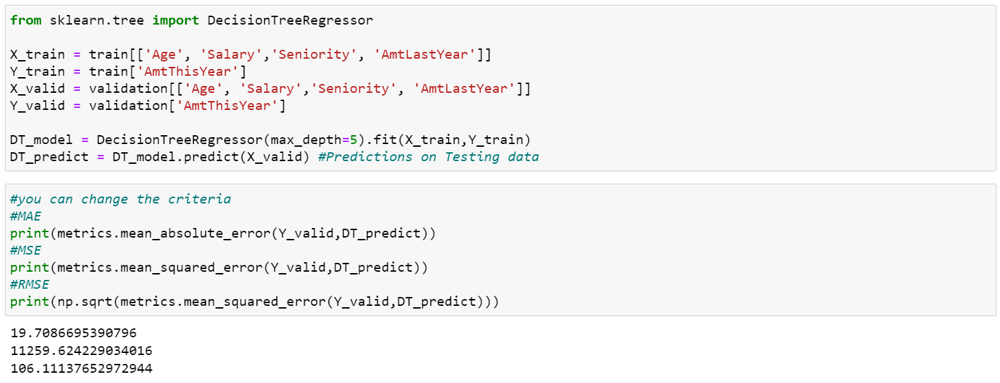 from sklearn.tree import DecisionTreeRegressor
X_train = train[['Age', 'Salary','Seniority', 'AmtLastYear']]
Y_train = train['AmtThisYear']
X_valid = validation[['Age', 'Salary','Seniority', 'AmtLastYear']]
Y_valid = validation['AmtThisYear']
DT_model = DecisionTreeRegressor(max_depth=5).fit(X_train,Y_train)
DT_predict = DT_model.predict(X_valid) #Predictions on Testing data
#you can change the criteria
#MAE
print(metrics.mean_absolute_error(Y_valid,DT_predict))
#MSE
print(metrics.mean_squared_error(Y_valid,DT_predict))
#RMSE
print(np.sqrt(metrics.mean_squared_error(Y_valid,DT_predict)))
19.7086695390796
11259.624229034016
106.11137652972944